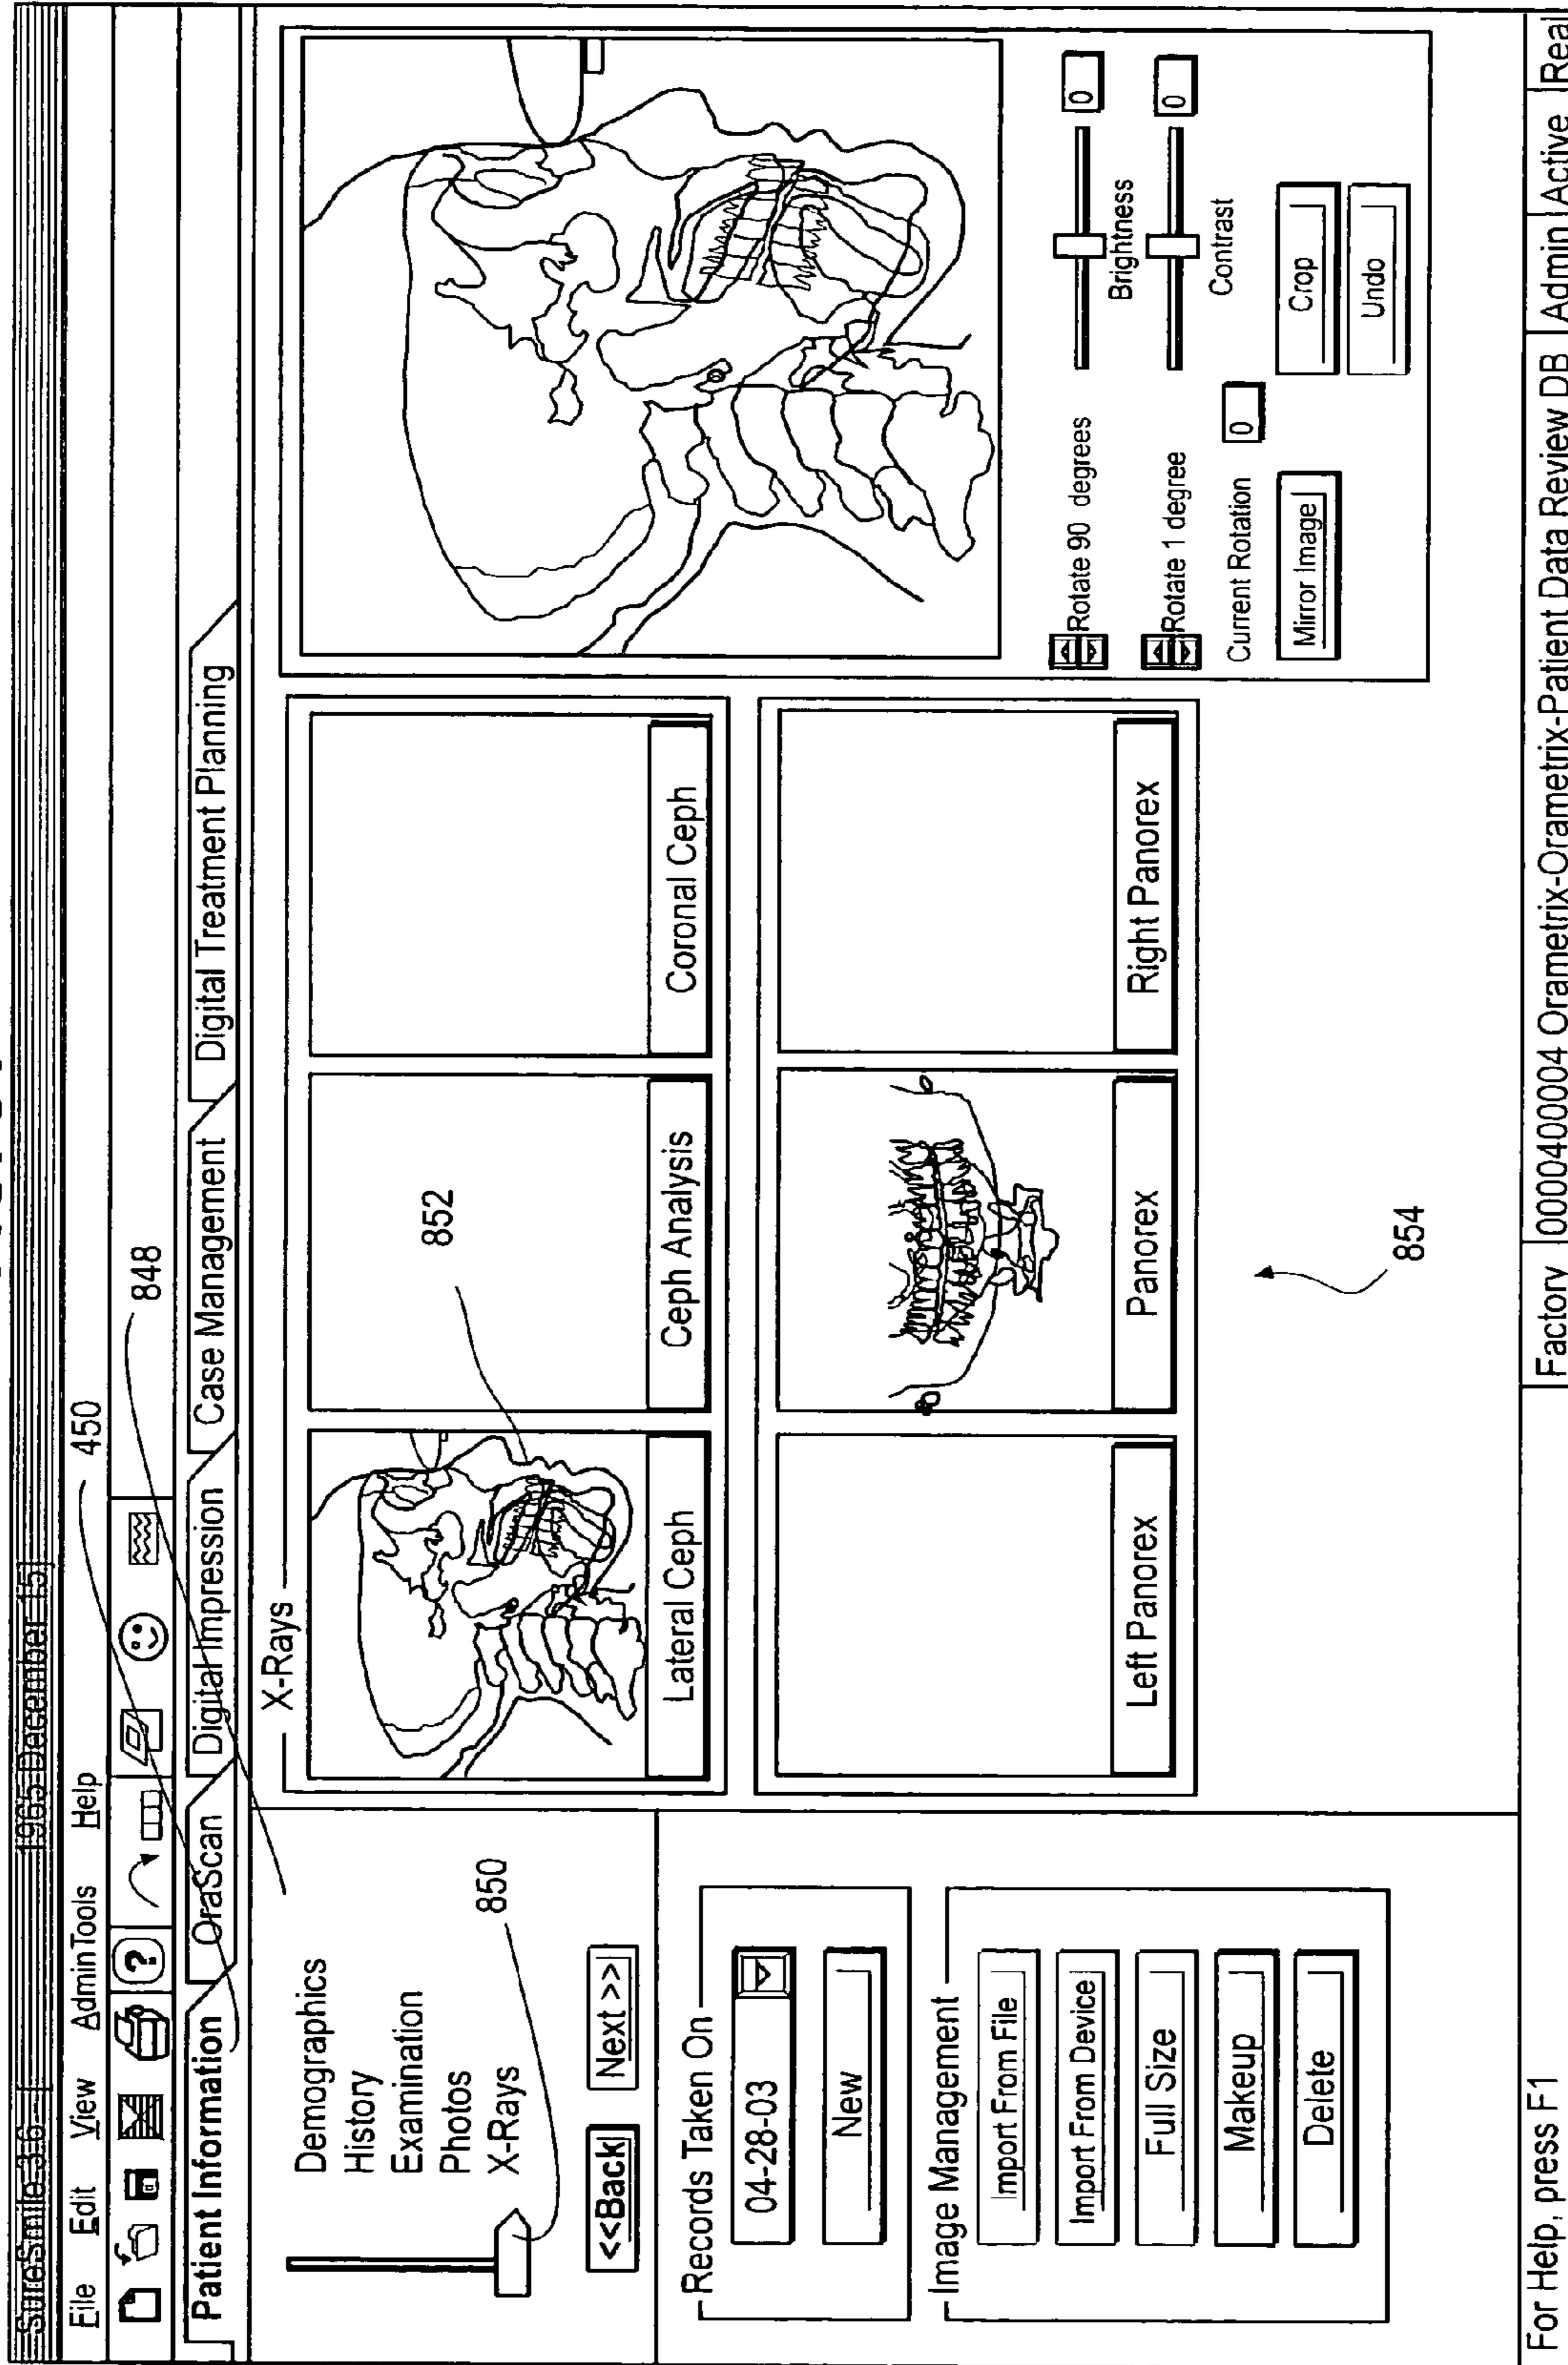 SureSmile 3.6 1965 December 15
File Edit View AdminTools Help
450
848
?
Patient Information OraScan Digital Impression Case Management Digital Treatment Planning
Demographics
History
Examination
Photos
X-Rays
850
<<Back Next >>
Records Taken On
04-28-03
New
Image Management
Import From File
Import From Device
Full Size
Makeup
Delete
X-Rays
852
Lateral Ceph Ceph Analysis Coronal Ceph
Left Panorex Panorex Right Panorex
854
Rotate 90 degrees 0
Brightness
Rotate 1 degree 0
Current Rotation 0 Contrast
Mirror Image Crop
Undo
For Help, press F1 Factory 0000400004 Orametrix-Orametrix-Patient Data Review DB Admin Active Real